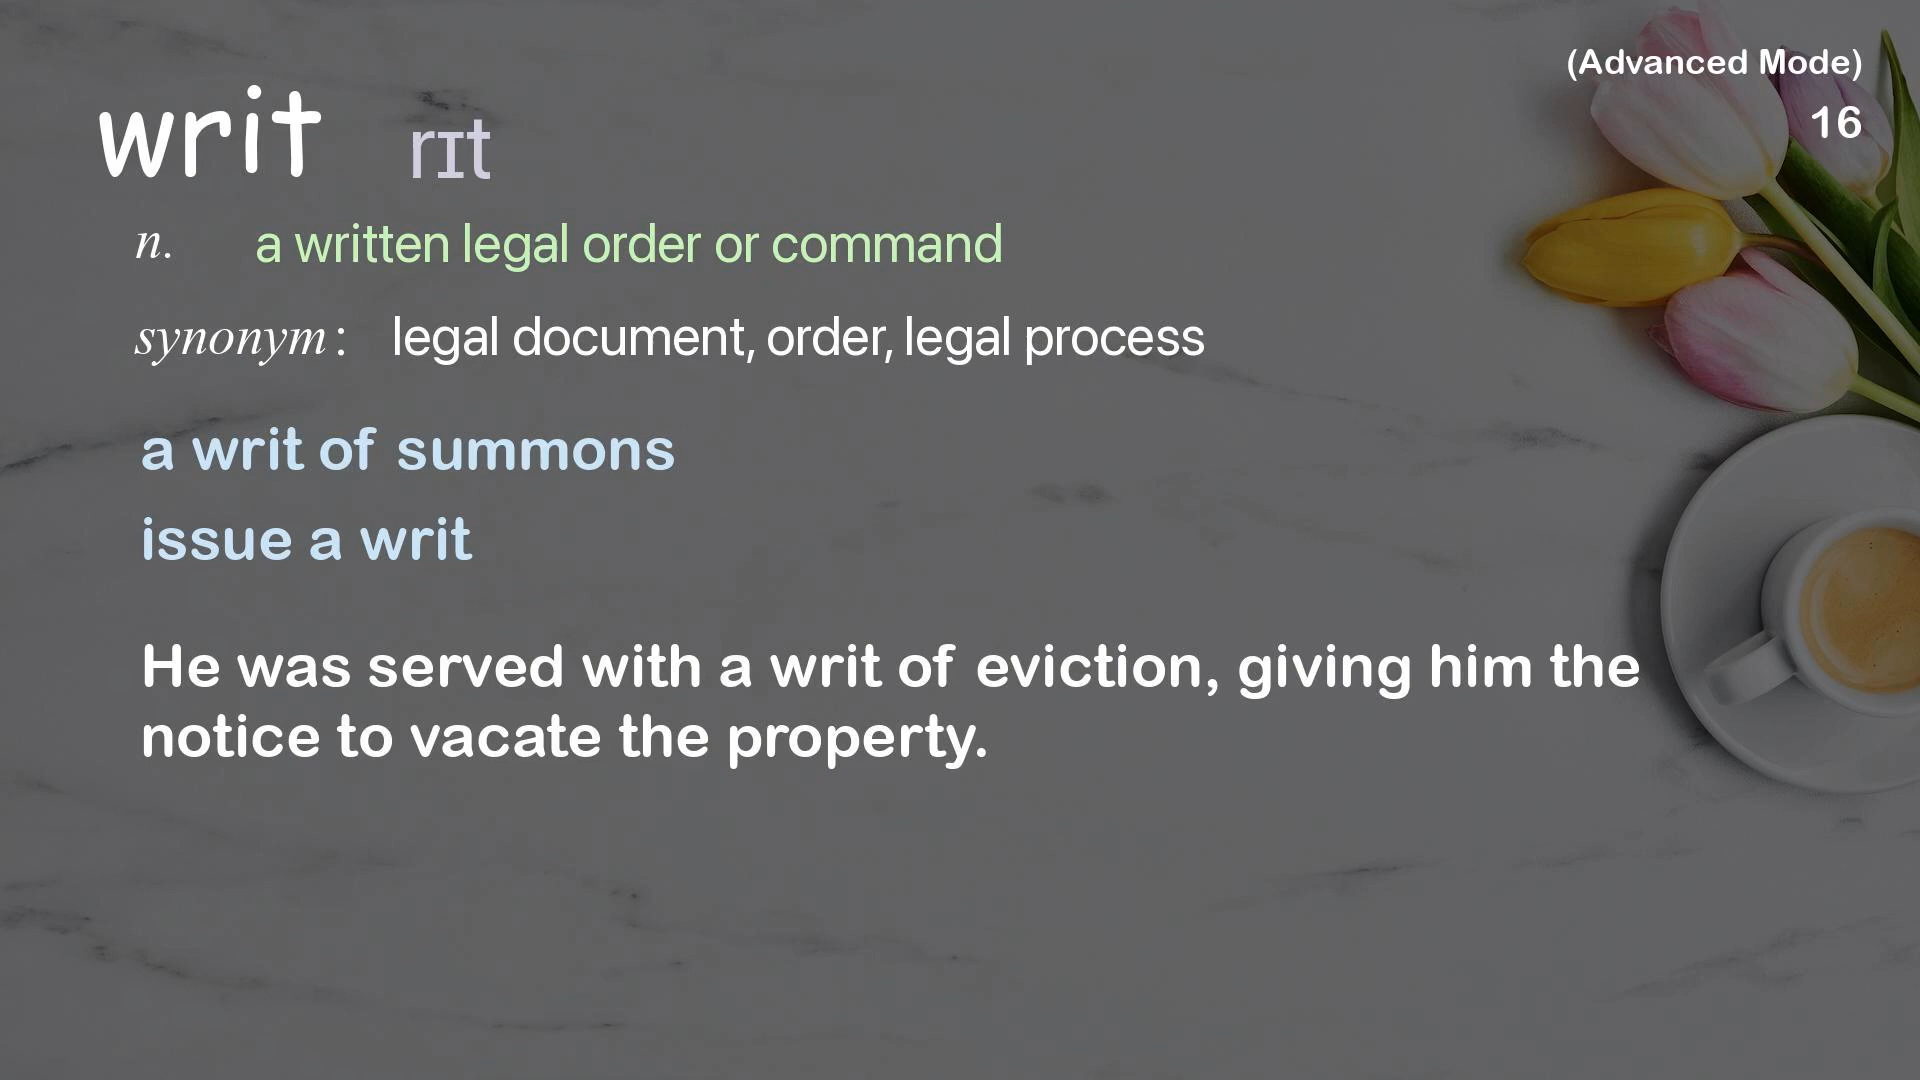 (Advanced Mode)
16
writ rɪt
n. a written legal order or command
synonym: legal document, order, legal process
a writ of summons
issue a writ
He was served with a writ of eviction, giving him the
notice to vacate the property.